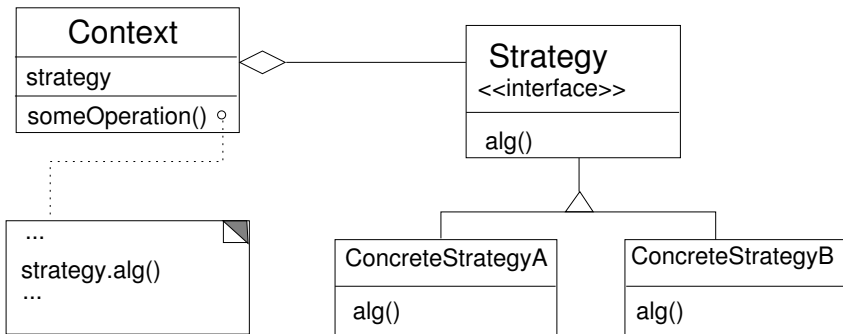 Context
strategy
someOperation()
...
strategy.alg()
...
Strategy
<<interface>>
alg()
ConcreteStrategyA
alg()
ConcreteStrategyB
alg()